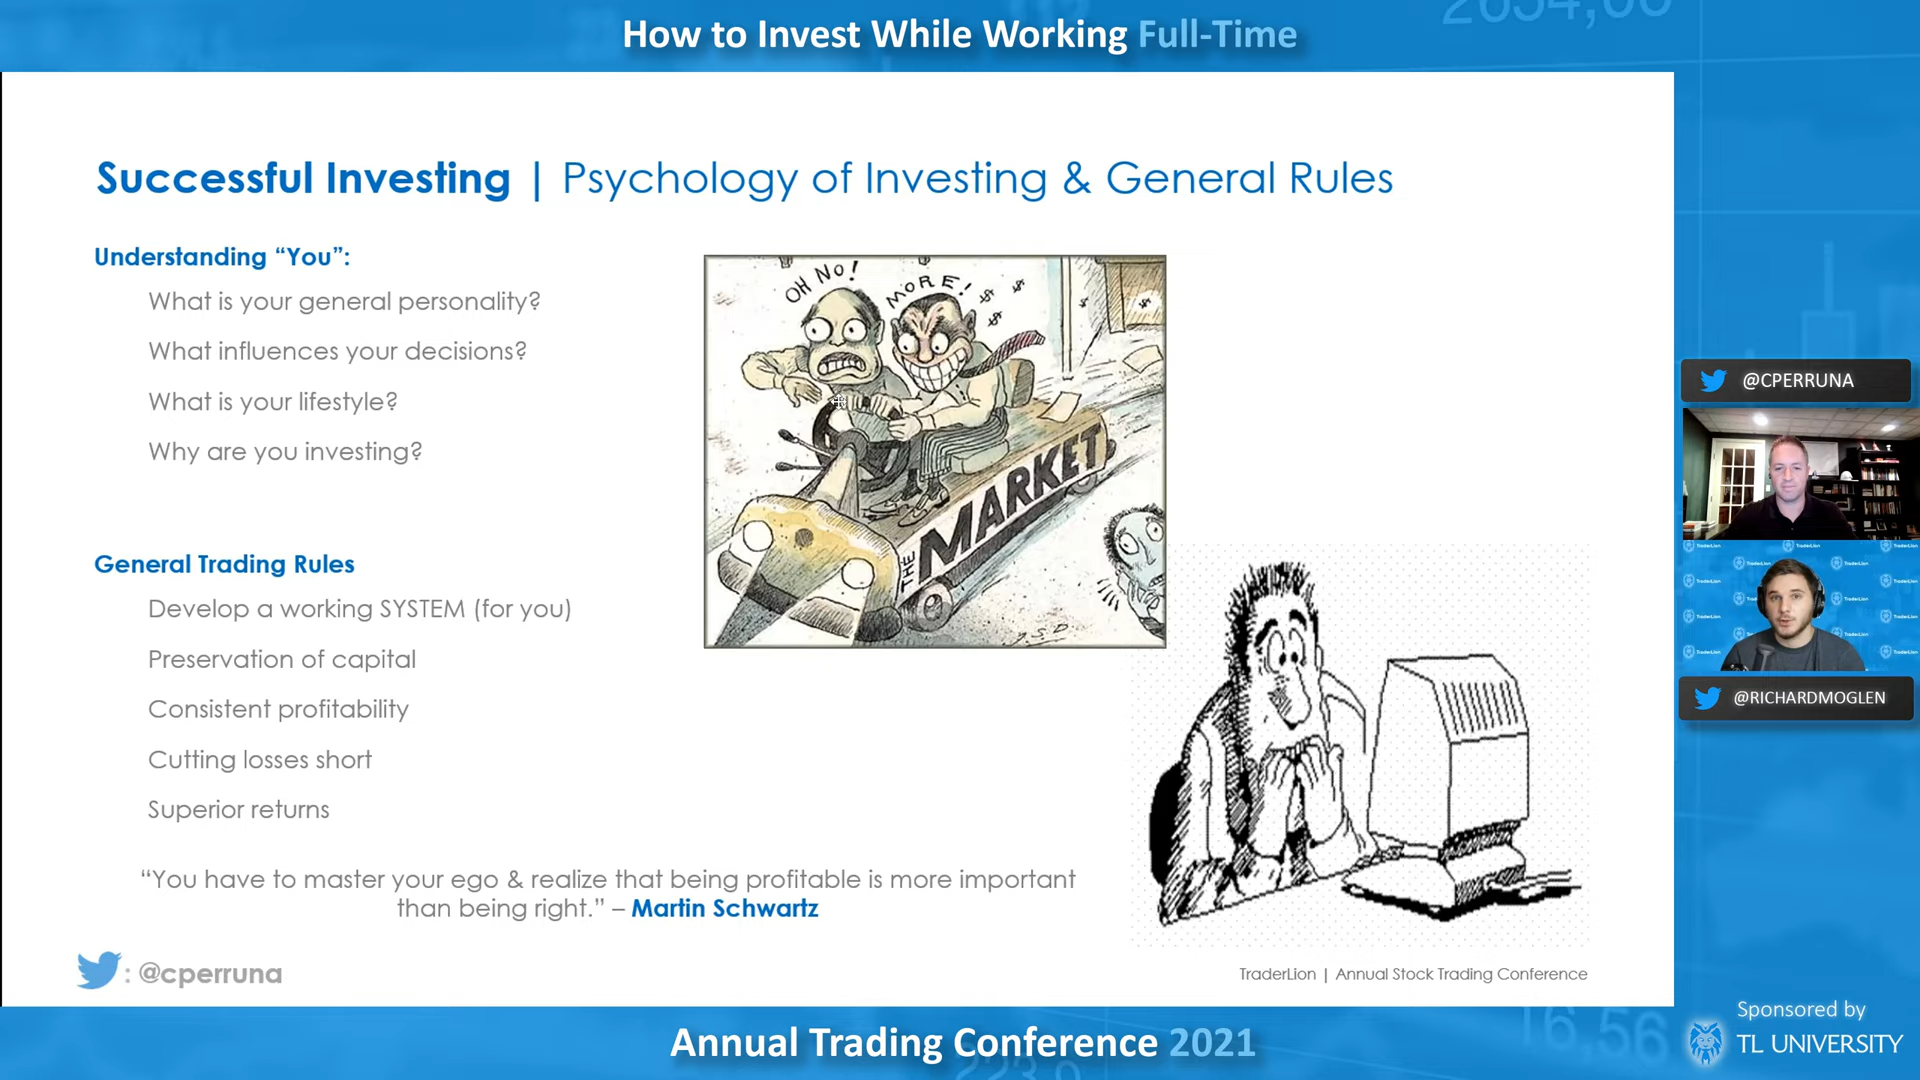 How to Invest While Working Full-Time
Successful Investing | Psychology of Investing & General Rules
Understanding “You”:
What is your general personality?
What influences your decisions?
What is your lifestyle?
Why are you investing?
General Trading Rules
Develop a working SYSTEM (for you)
Preservation of capital
Consistent profitability
Cutting losses short
Superior returns
“You have to master your ego & realize that being profitable is more important
than being right.” – Martin Schwartz
OH NO!
MORE!
$ $ $
THE MARKET
: @cperruna
TraderLion | Annual Stock Trading Conference
@CPERRUNA
TraderLion
@RICHARDMOGLEN
Annual Trading Conference 2021
Sponsored by
TL UNIVERSITY
16,56